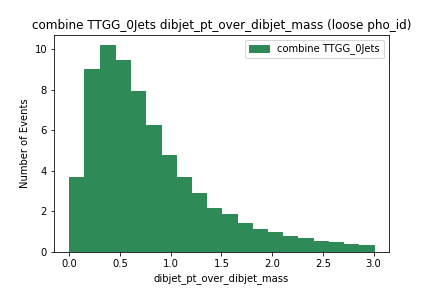 combine TTGG_0Jets dibjet_pt_over_dibjet_mass (loose pho_id)
combine TTGG_0Jets
Number of Events
10
8
6
4
2
0
0.0 0.5 1.0 1.5 2.0 2.5 3.0
dibjet_pt_over_dibjet_mass